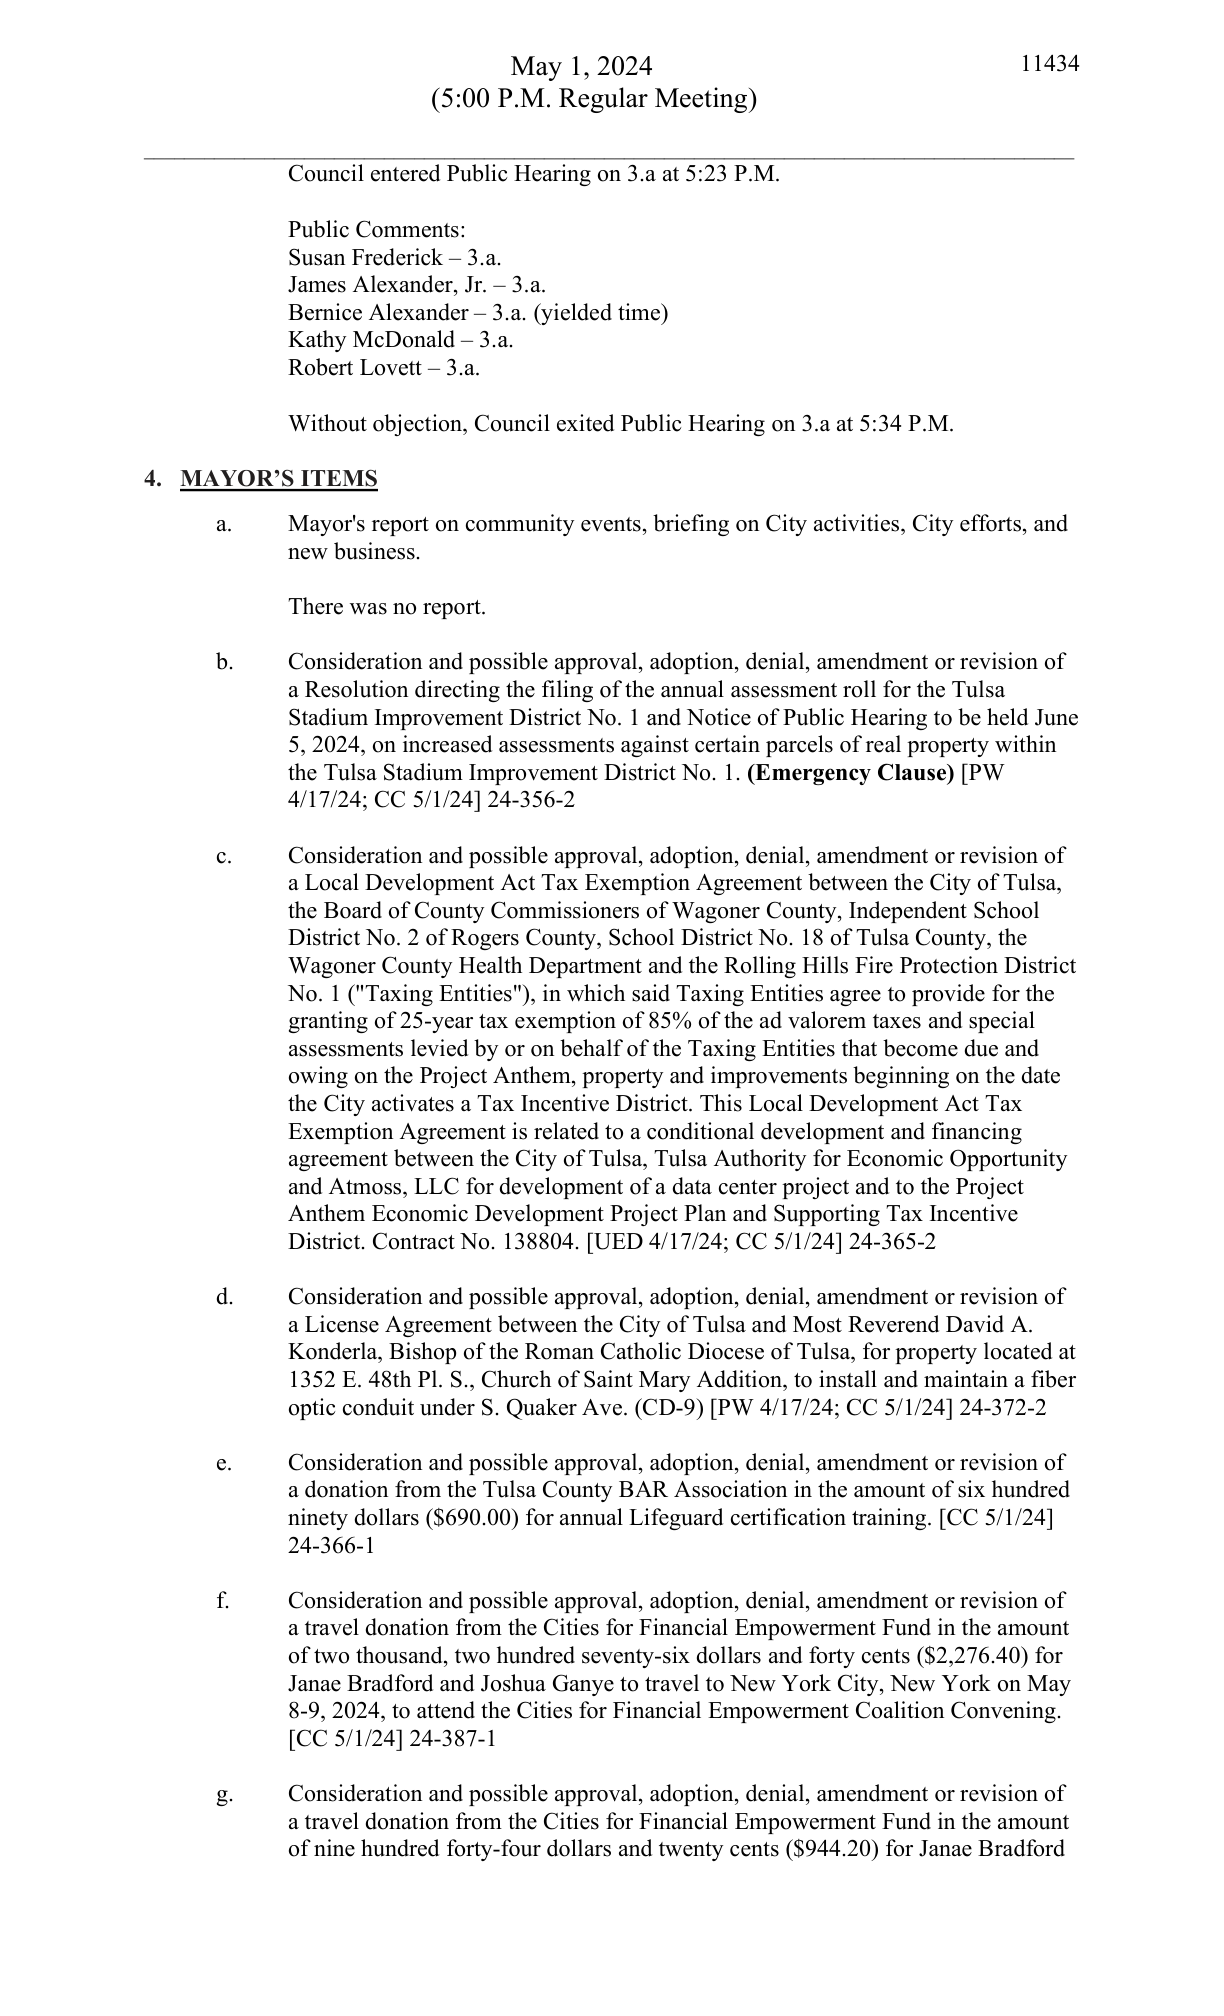 May 1, 2024
11434
(5:00 P.M. Regular Meeting)
Council entered Public Hearing on 3.a at 5:23 P.M.
Public Comments:
Susan Frederick – 3.a.
James Alexander, Jr. – 3.a.
Bernice Alexander – 3.a. (yielded time)
Kathy McDonald – 3.a.
Robert Lovett – 3.a.
Without objection, Council exited Public Hearing on 3.a at 5:34 P.M.
4. MAYOR’S ITEMS
a. Mayor's report on community events, briefing on City activities, City efforts, and
new business.
There was no report.
b. Consideration and possible approval, adoption, denial, amendment or revision of
a Resolution directing the filing of the annual assessment roll for the Tulsa
Stadium Improvement District No. 1 and Notice of Public Hearing to be held June
5, 2024, on increased assessments against certain parcels of real property within
the Tulsa Stadium Improvement District No. 1. (Emergency Clause) [PW
4/17/24; CC 5/1/24] 24-356-2
c. Consideration and possible approval, adoption, denial, amendment or revision of
a Local Development Act Tax Exemption Agreement between the City of Tulsa,
the Board of County Commissioners of Wagoner County, Independent School
District No. 2 of Rogers County, School District No. 18 of Tulsa County, the
Wagoner County Health Department and the Rolling Hills Fire Protection District
No. 1 ("Taxing Entities"), in which said Taxing Entities agree to provide for the
granting of 25-year tax exemption of 85% of the ad valorem taxes and special
assessments levied by or on behalf of the Taxing Entities that become due and
owing on the Project Anthem, property and improvements beginning on the date
the City activates a Tax Incentive District. This Local Development Act Tax
Exemption Agreement is related to a conditional development and financing
agreement between the City of Tulsa, Tulsa Authority for Economic Opportunity
and Atmoss, LLC for development of a data center project and to the Project
Anthem Economic Development Project Plan and Supporting Tax Incentive
District. Contract No. 138804. [UED 4/17/24; CC 5/1/24] 24-365-2
d. Consideration and possible approval, adoption, denial, amendment or revision of
a License Agreement between the City of Tulsa and Most Reverend David A.
Konderla, Bishop of the Roman Catholic Diocese of Tulsa, for property located at
1352 E. 48th Pl. S., Church of Saint Mary Addition, to install and maintain a fiber
optic conduit under S. Quaker Ave. (CD-9) [PW 4/17/24; CC 5/1/24] 24-372-2
e. Consideration and possible approval, adoption, denial, amendment or revision of
a donation from the Tulsa County BAR Association in the amount of six hundred
ninety dollars ($690.00) for annual Lifeguard certification training. [CC 5/1/24]
24-366-1
f. Consideration and possible approval, adoption, denial, amendment or revision of
a travel donation from the Cities for Financial Empowerment Fund in the amount
of two thousand, two hundred seventy-six dollars and forty cents ($2,276.40) for
Janae Bradford and Joshua Ganye to travel to New York City, New York on May
8-9, 2024, to attend the Cities for Financial Empowerment Coalition Convening.
[CC 5/1/24] 24-387-1
g. Consideration and possible approval, adoption, denial, amendment or revision of
a travel donation from the Cities for Financial Empowerment Fund in the amount
of nine hundred forty-four dollars and twenty cents ($944.20) for Janae Bradford